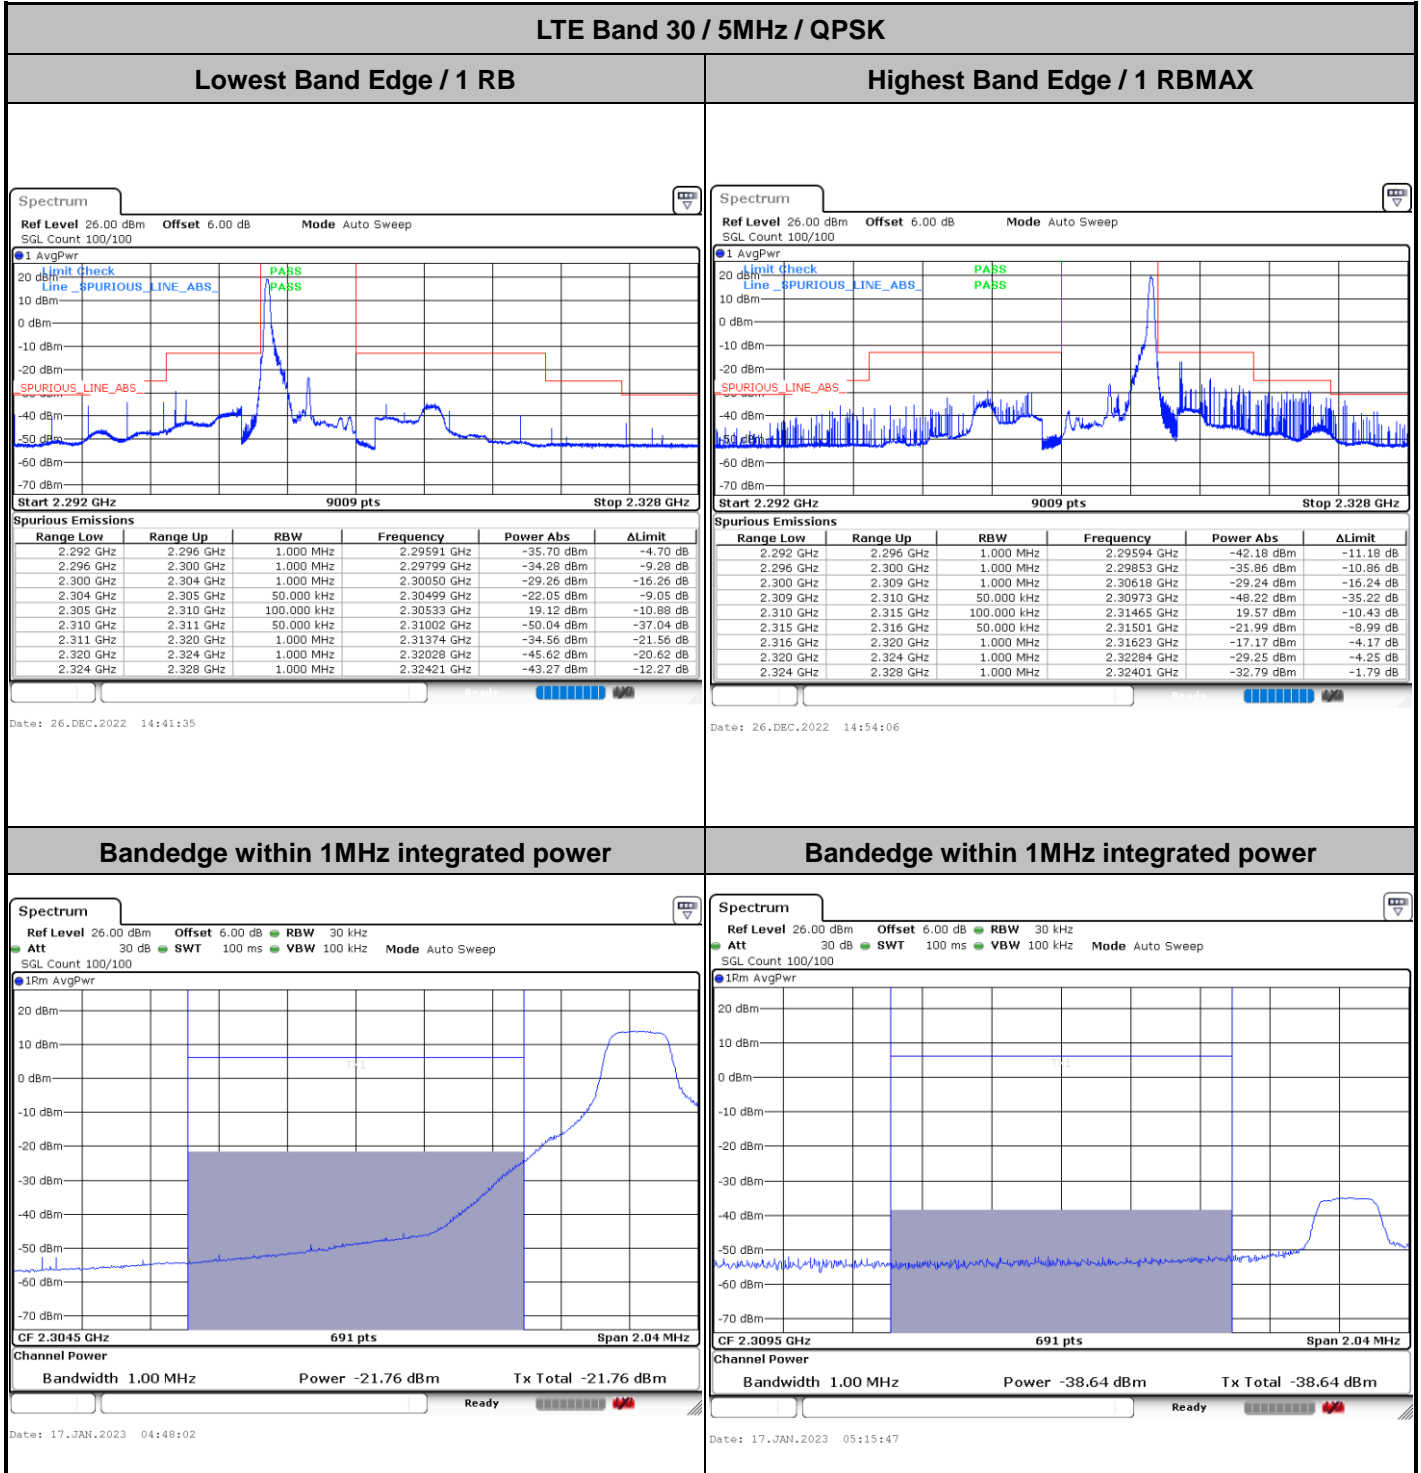 LTE Band 30 / 5MHz / QPSK
Lowest Band Edge / 1 RB
Highest Band Edge / 1 RBMAX
Spectrum
Ref Level 26.00 dBm Offset 6.00 dB Mode Auto Sweep
SGL Count 100/100
1 AvgPwr
Limit Check PASS
20 dBm
Line _SPURIOUS_LINE_ABS_ PASS
10 dBm
0 dBm
-10 dBm
-20 dBm
_SPURIOUS_LINE_ABS_
-40 dBm
-50 dBm
-60 dBm
-70 dBm
Start 2.292 GHz 9009 pts Stop 2.328 GHz
Spurious Emissions
Range Low Range Up RBW Frequency Power Abs ΔLimit
2.292 GHz 2.296 GHz 1.000 MHz 2.29591 GHz -35.70 dBm -4.70 dB
2.296 GHz 2.300 GHz 1.000 MHz 2.29799 GHz -34.28 dBm -9.28 dB
2.300 GHz 2.304 GHz 1.000 MHz 2.30050 GHz -29.26 dBm -16.26 dB
2.304 GHz 2.305 GHz 50.000 kHz 2.30499 GHz -22.05 dBm -9.05 dB
2.305 GHz 2.310 GHz 100.000 kHz 2.30533 GHz 19.12 dBm -10.88 dB
2.310 GHz 2.311 GHz 50.000 kHz 2.31002 GHz -50.04 dBm -37.04 dB
2.311 GHz 2.320 GHz 1.000 MHz 2.31374 GHz -34.56 dBm -21.56 dB
2.320 GHz 2.324 GHz 1.000 MHz 2.32028 GHz -45.62 dBm -20.62 dB
2.324 GHz 2.328 GHz 1.000 MHz 2.32421 GHz -43.27 dBm -12.27 dB
Ready
Date: 26.DEC.2022 14:41:35
Spectrum
Ref Level 26.00 dBm Offset 6.00 dB Mode Auto Sweep
SGL Count 100/100
1 AvgPwr
Limit Check PASS
20 dBm
Line _SPURIOUS_LINE_ABS_ PASS
10 dBm
0 dBm
-10 dBm
-20 dBm
_SPURIOUS_LINE_ABS_
-40 dBm
-50 dBm
-60 dBm
-70 dBm
Start 2.292 GHz 9009 pts Stop 2.328 GHz
Spurious Emissions
Range Low Range Up RBW Frequency Power Abs ΔLimit
2.292 GHz 2.296 GHz 1.000 MHz 2.29594 GHz -42.18 dBm -11.18 dB
2.296 GHz 2.300 GHz 1.000 MHz 2.29853 GHz -35.86 dBm -10.86 dB
2.300 GHz 2.309 GHz 1.000 MHz 2.30618 GHz -29.24 dBm -16.24 dB
2.309 GHz 2.310 GHz 50.000 kHz 2.30973 GHz -48.22 dBm -35.22 dB
2.310 GHz 2.315 GHz 100.000 kHz 2.31465 GHz 19.57 dBm -10.43 dB
2.315 GHz 2.316 GHz 50.000 kHz 2.31501 GHz -21.99 dBm -8.99 dB
2.316 GHz 2.320 GHz 1.000 MHz 2.31623 GHz -17.17 dBm -4.17 dB
2.320 GHz 2.324 GHz 1.000 MHz 2.32284 GHz -29.25 dBm -4.25 dB
2.324 GHz 2.328 GHz 1.000 MHz 2.32401 GHz -32.79 dBm -1.79 dB
Ready
Date: 26.DEC.2022 14:54:06
Bandedge within 1MHz integrated power
Bandedge within 1MHz integrated power
Spectrum
Ref Level 26.00 dBm Offset 6.00 dB RBW 30 kHz
Att 30 dB SWT 100 ms VBW 100 kHz Mode Auto Sweep
SGL Count 100/100
1Rm AvgPwr
20 dBm
10 dBm
Tx1
0 dBm
-10 dBm
-20 dBm
-30 dBm
-40 dBm
-50 dBm
-60 dBm
-70 dBm
CF 2.3045 GHz 691 pts Span 2.04 MHz
Channel Power
Bandwidth 1.00 MHz Power -21.76 dBm Tx Total -21.76 dBm
Ready
Date: 17.JAN.2023 04:48:02
Spectrum
Ref Level 26.00 dBm Offset 6.00 dB RBW 30 kHz
Att 30 dB SWT 100 ms VBW 100 kHz Mode Auto Sweep
SGL Count 100/100
1Rm AvgPwr
20 dBm
10 dBm
Tx1
0 dBm
-10 dBm
-20 dBm
-30 dBm
-40 dBm
-50 dBm
-60 dBm
-70 dBm
CF 2.3095 GHz 691 pts Span 2.04 MHz
Channel Power
Bandwidth 1.00 MHz Power -38.64 dBm Tx Total -38.64 dBm
Ready
Date: 17.JAN.2023 05:15:47